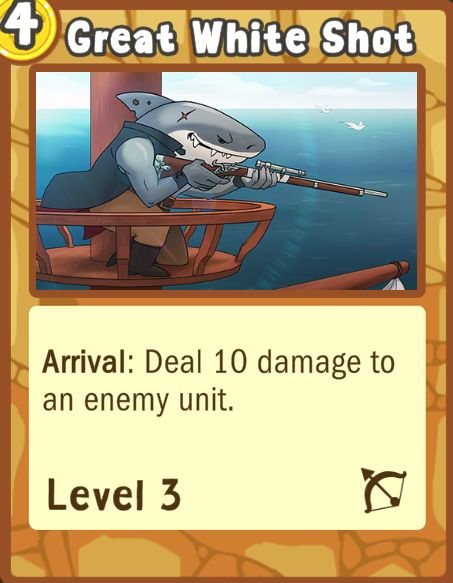 4
Great White Shot
Arrival: Deal 10 damage to
an enemy unit.
Level 3